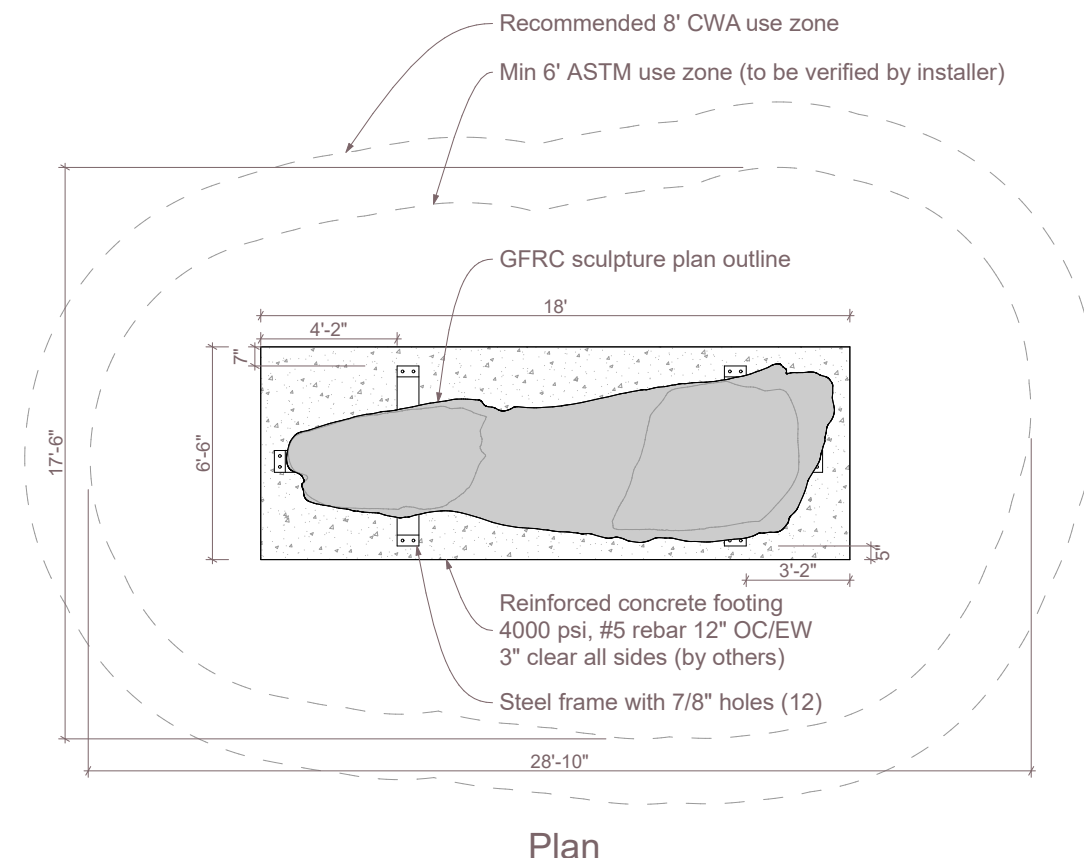 Recommended 8' CWA use zone
Min 6' ASTM use zone (to be verified by installer)
GFRC sculpture plan outline
18'
4'-2"
7"
17'-6"
6'-6"
5"
3'-2"
Reinforced concrete footing
4000 psi, #5 rebar 12" OC/EW
3" clear all sides (by others)
Steel frame with 7/8" holes (12)
28'-10"
Plan